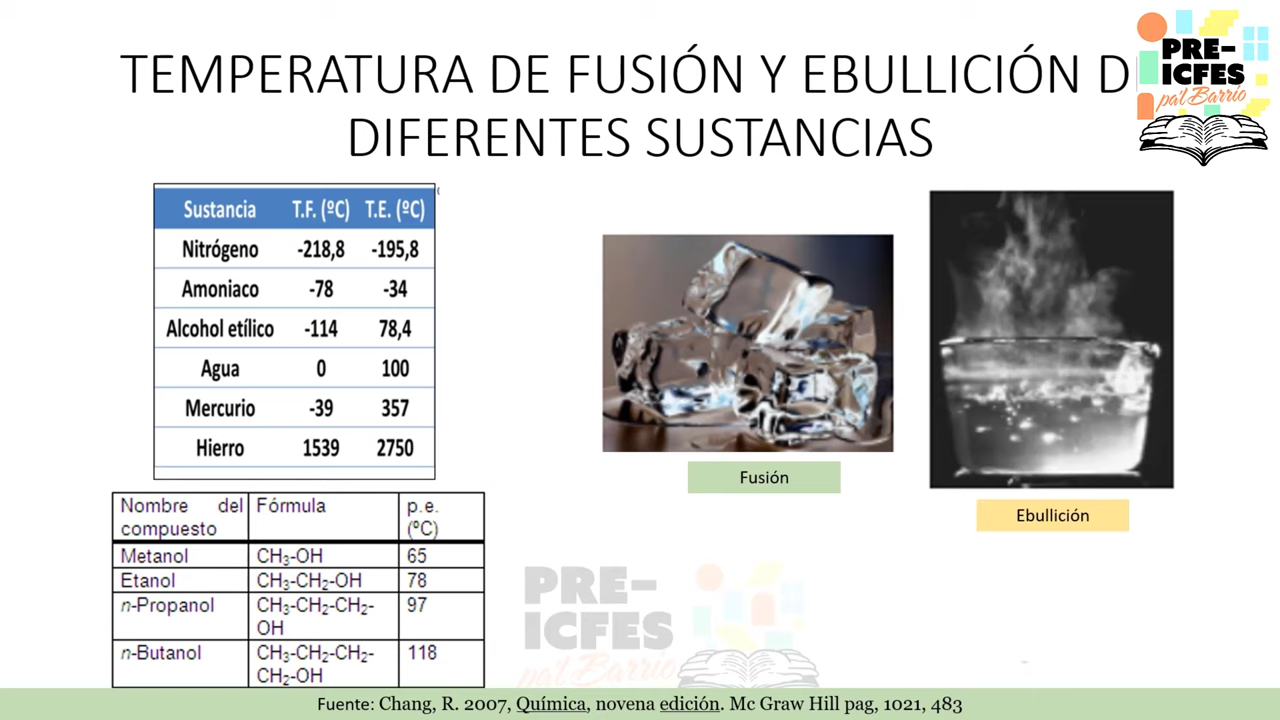 TEMPERATURA DE FUSIÓN Y EBULLICIÓN D
DIFERENTES SUSTANCIAS
PRE-
ICFES
pa'l Barrio
Sustancia T.F. (ºC) T.E. (ºC)
Nitrógeno -218,8 -195,8
Amoniaco -78 -34
Alcohol etílico -114 78,4
Agua 0 100
Mercurio -39 357
Hierro 1539 2750
Fusión
Ebullición
Nombre del compuesto Fórmula p.e. (ºC)
Metanol CH₃-OH 65
Etanol CH₃-CH₂-OH 78
n-Propanol CH₃-CH₂-CH₂-OH 97
n-Butanol CH₃-CH₂-CH₂-CH₂-OH 118
PRE-
ICFES
pa'l Barrio
Fuente: Chang, R. 2007, Química, novena edición. Mc Graw Hill pag, 1021, 483